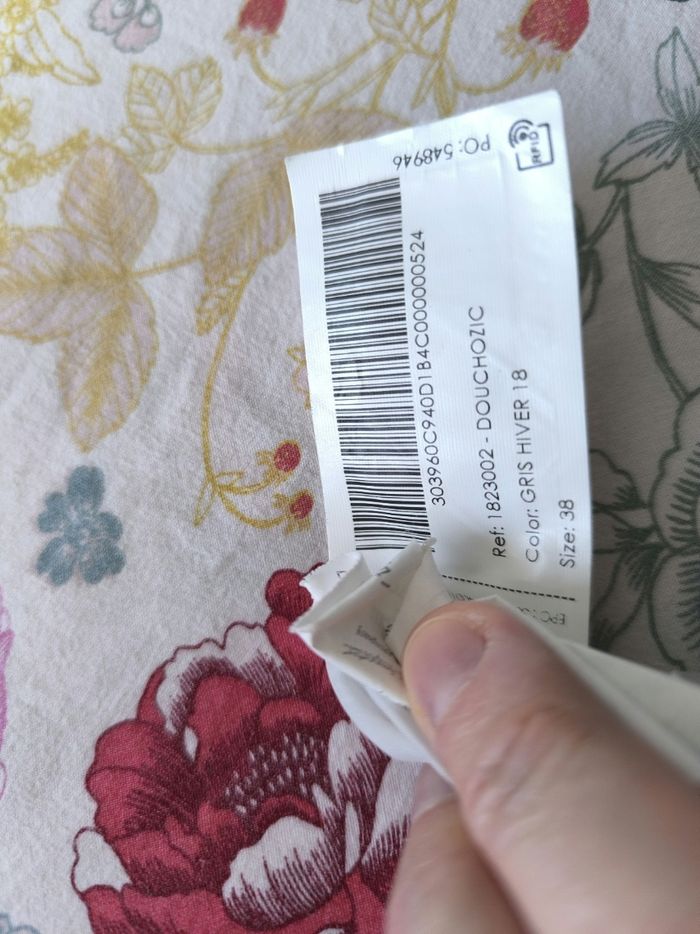 RFID
PO: 548946
303960C940D1B4C000000524
Ref: 1823002 - DOUCHOZIC
Color: GRIS HIVER 18
Size: 38